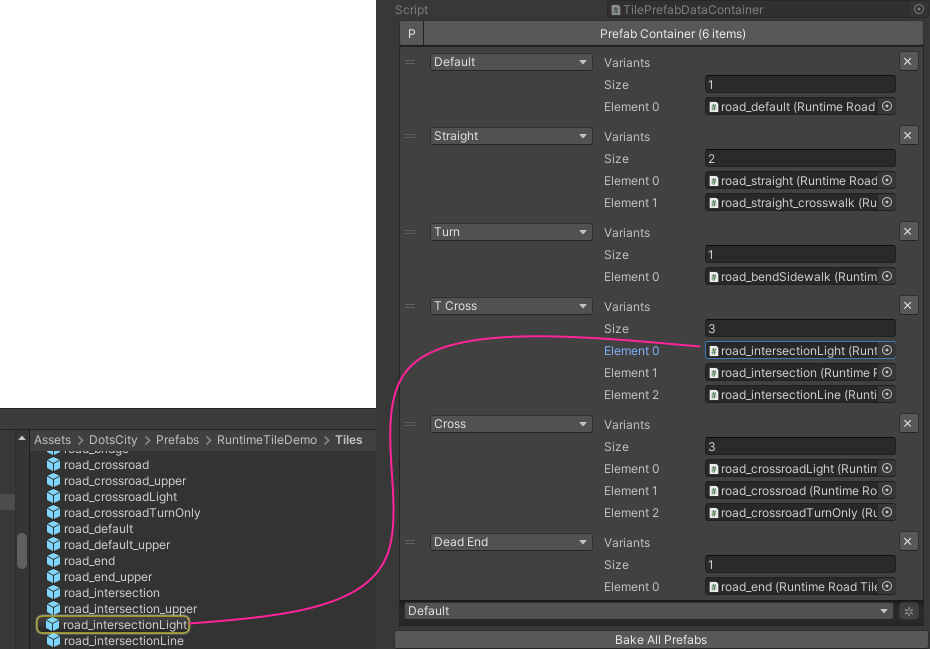 Script
TilePrefabDataContainer
P
Prefab Container (6 items)
Default
Variants
Size
1
Element 0
road_default (Runtime Road
Straight
Variants
Size
2
Element 0
road_straight (Runtime Road
Element 1
road_straight_crosswalk (Ru
Turn
Variants
Size
1
Element 0
road_bendSidewalk (Runtim
T Cross
Variants
Size
3
Element 0
road_intersectionLight (Runt
Element 1
road_intersection (Runtime R
Element 2
road_intersectionLine (Runti
Cross
Variants
Size
3
Element 0
road_crossroadLight (Runtim
Element 1
road_crossroad (Runtime Ro
Element 2
road_crossroadTurnOnly (Ru
Dead End
Variants
Size
1
Element 0
road_end (Runtime Road Tile
Default
Bake All Prefabs
Assets > DotsCity > Prefabs > RuntimeTileDemo > Tiles
road_bridge
road_crossroad
road_crossroad_upper
road_crossroadLight
road_crossroadTurnOnly
road_default
road_default_upper
road_end
road_end_upper
road_intersection
road_intersection_upper
road_intersectionLight
road_intersectionLine